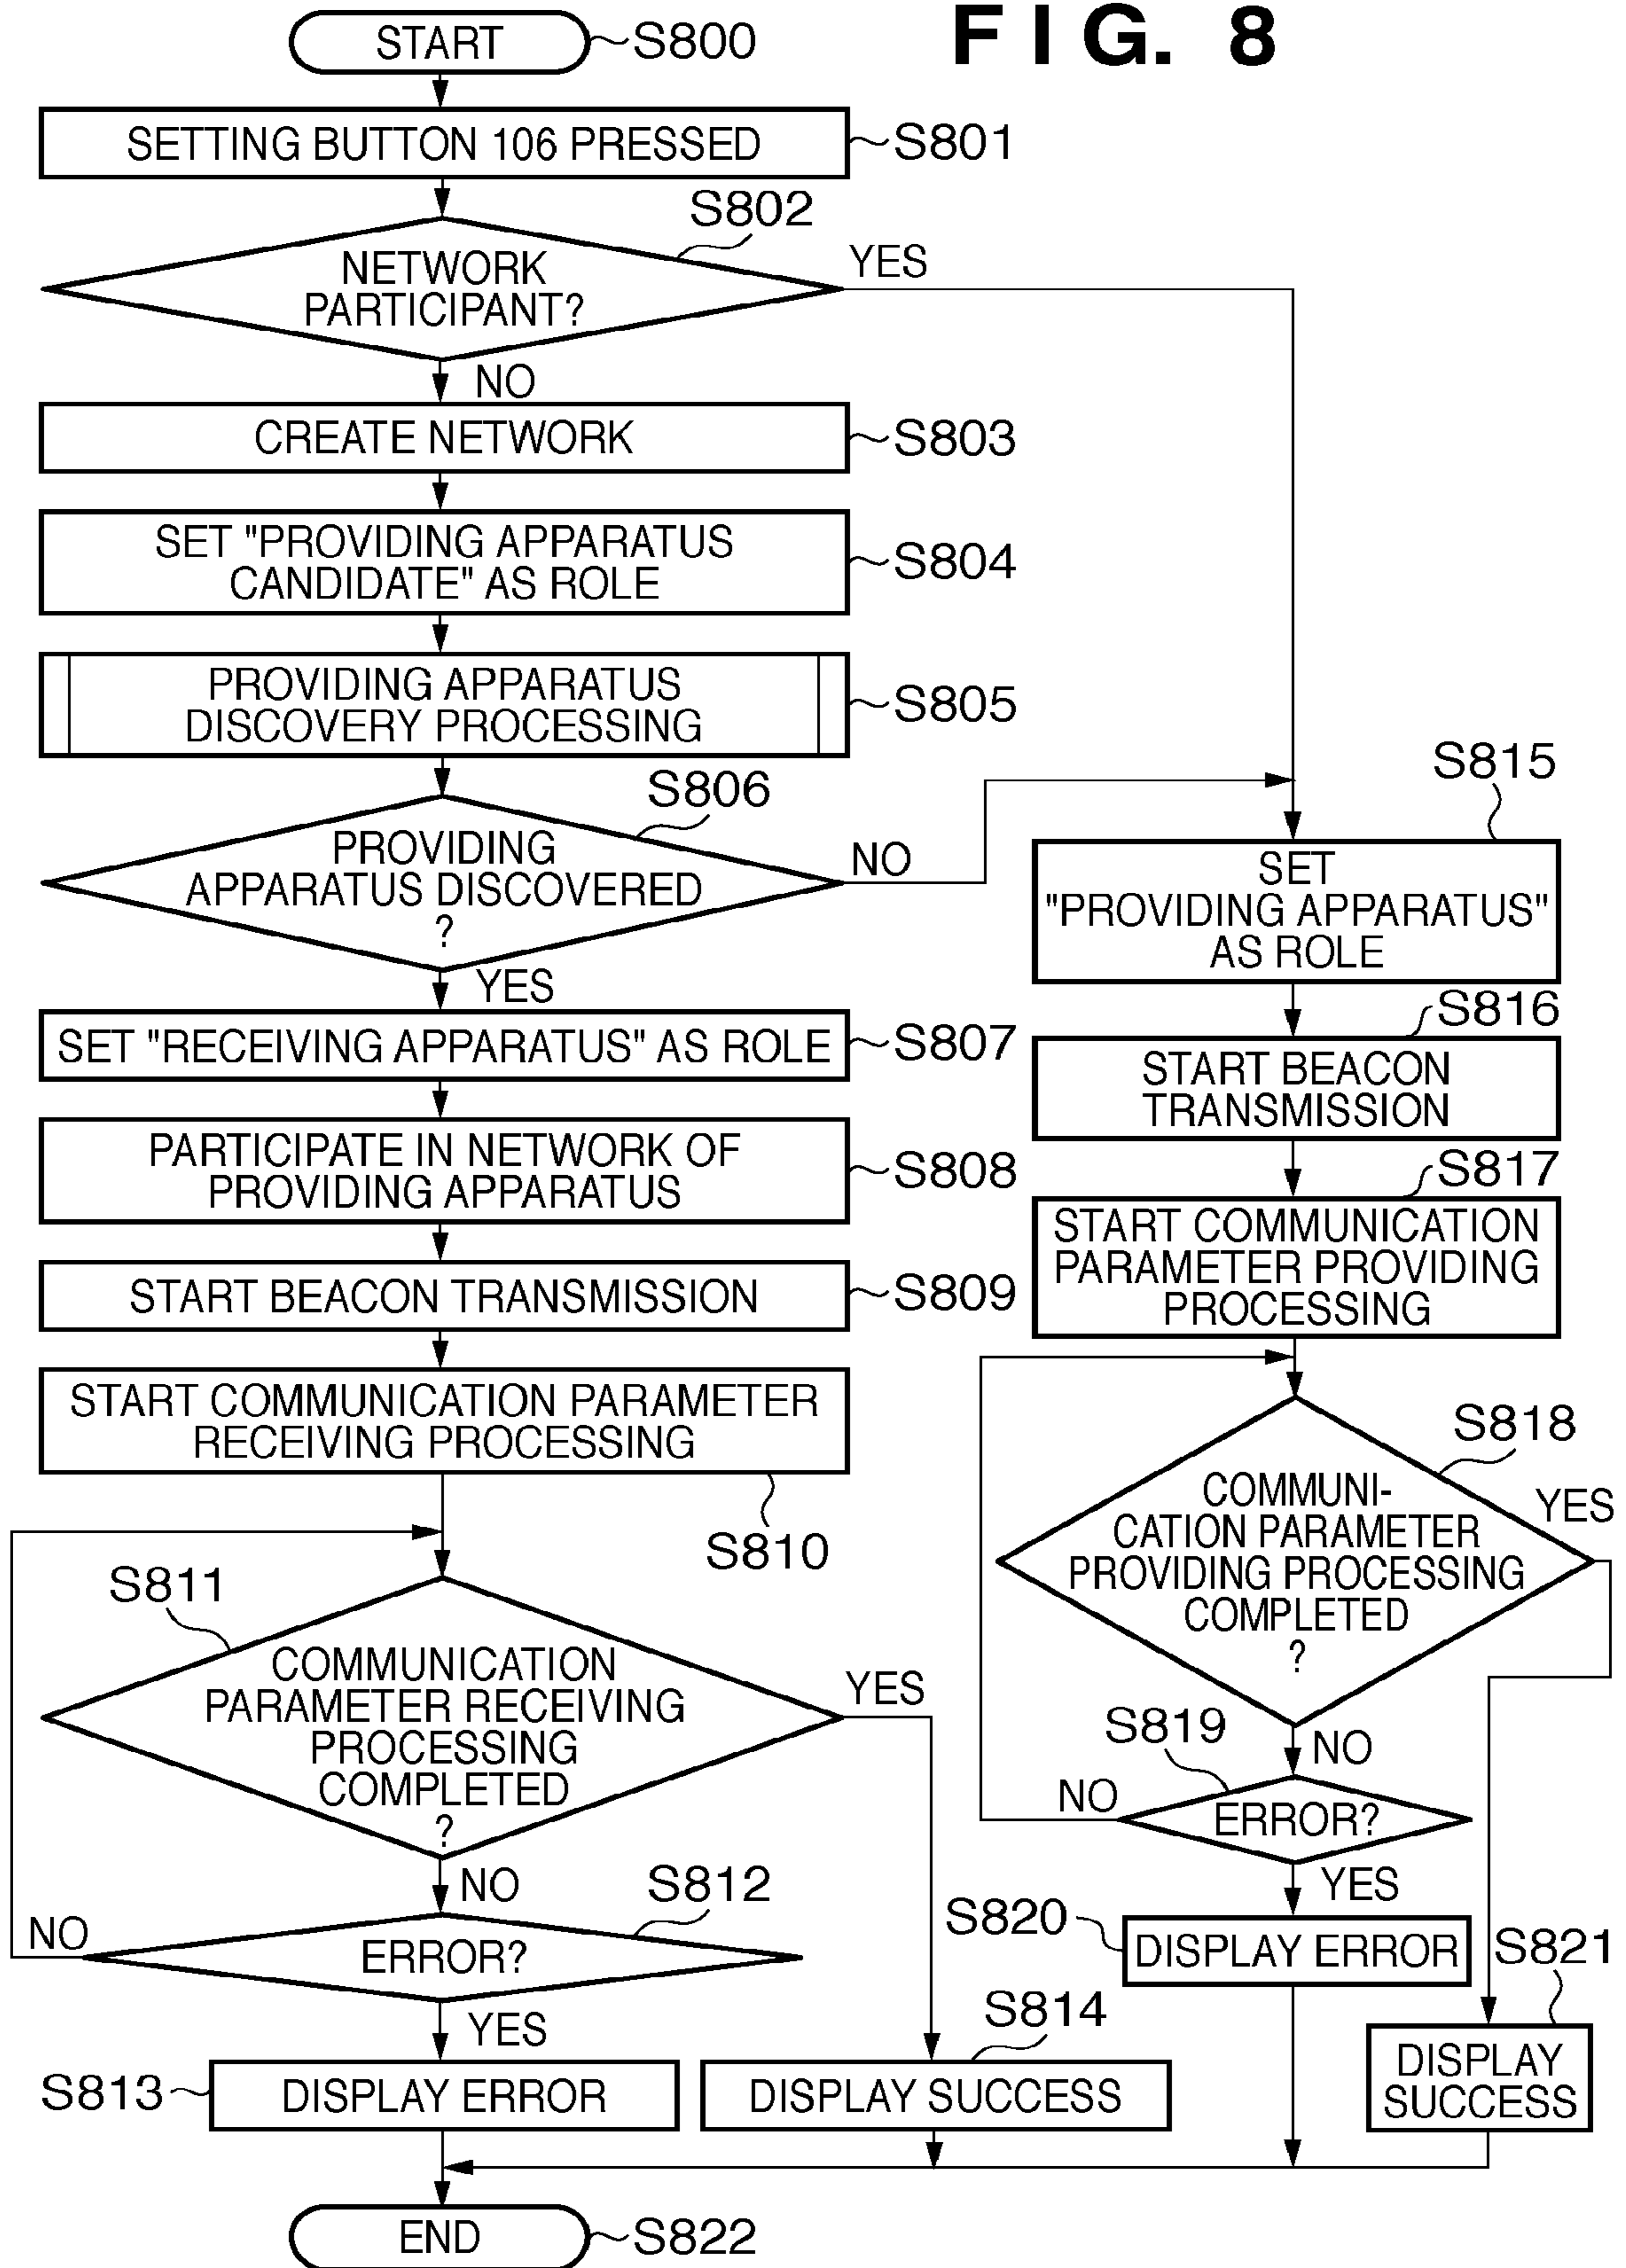 FIG. 8
START
S800
SETTING BUTTON 106 PRESSED
S801
S802
NETWORK
PARTICIPANT?
YES
NO
CREATE NETWORK
S803
SET "PROVIDING APPARATUS
CANDIDATE" AS ROLE
S804
PROVIDING APPARATUS
DISCOVERY PROCESSING
S805
S806
PROVIDING
APPARATUS DISCOVERED
?
NO
YES
SET "RECEIVING APPARATUS" AS ROLE
S807
PARTICIPATE IN NETWORK OF
PROVIDING APPARATUS
S808
START BEACON TRANSMISSION
S809
START COMMUNICATION PARAMETER
RECEIVING PROCESSING
S810
S811
COMMUNICATION
PARAMETER RECEIVING
PROCESSING
COMPLETED
?
YES
NO
S812
ERROR?
NO
YES
S813
DISPLAY ERROR
S814
DISPLAY SUCCESS
S815
SET
"PROVIDING APPARATUS"
AS ROLE
S816
START BEACON
TRANSMISSION
S817
START COMMUNICATION
PARAMETER PROVIDING
PROCESSING
S818
COMMUNI-
CATION PARAMETER
PROVIDING PROCESSING
COMPLETED
?
YES
NO
S819
ERROR?
NO
YES
S820
DISPLAY ERROR
S821
DISPLAY
SUCCESS
END
S822